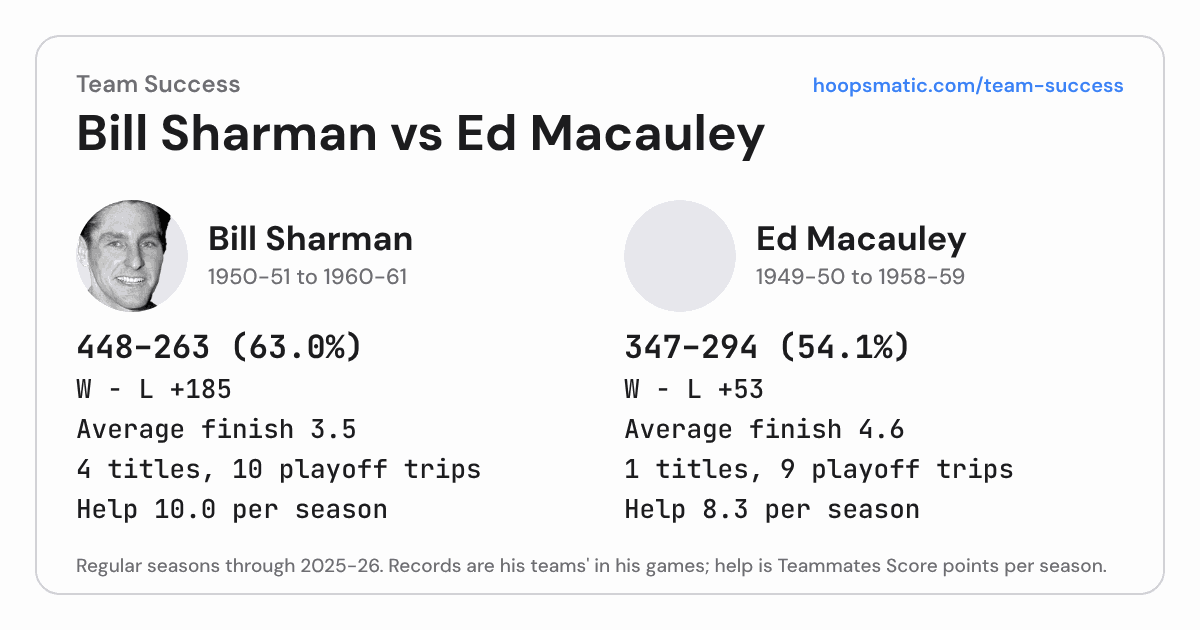 Team Success
hoopsmatic.com/team-success
Bill Sharman vs Ed Macauley
Bill Sharman
1950-51 to 1960-61
448-263 (63.0%)
W - L +185
Average finish 3.5
4 titles, 10 playoff trips
Help 10.0 per season
Ed Macauley
1949-50 to 1958-59
347-294 (54.1%)
W - L +53
Average finish 4.6
1 titles, 9 playoff trips
Help 8.3 per season
Regular seasons through 2025-26. Records are his teams' in his games; help is Teammates Score points per season.